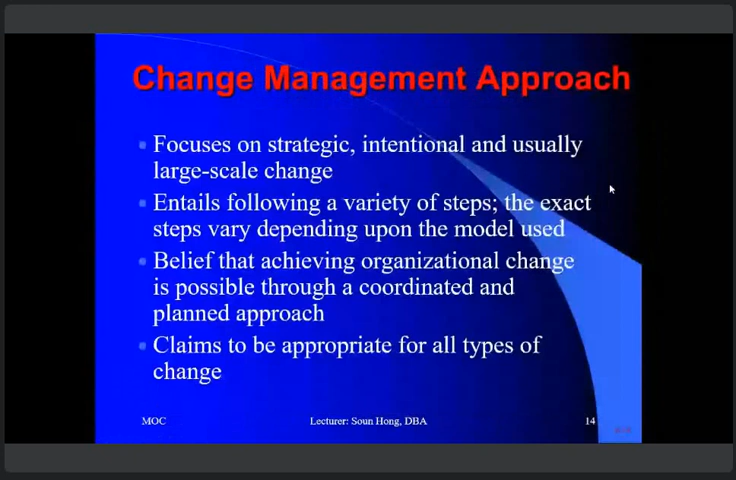 Change Management Approach
Focuses on strategic, intentional and usually
large-scale change
Entails following a variety of steps; the exact
steps vary depending upon the model used
Belief that achieving organizational change
is possible through a coordinated and
planned approach
Claims to be appropriate for all types of
change
MOC
Lecturer: Soun Hong, DBA
14